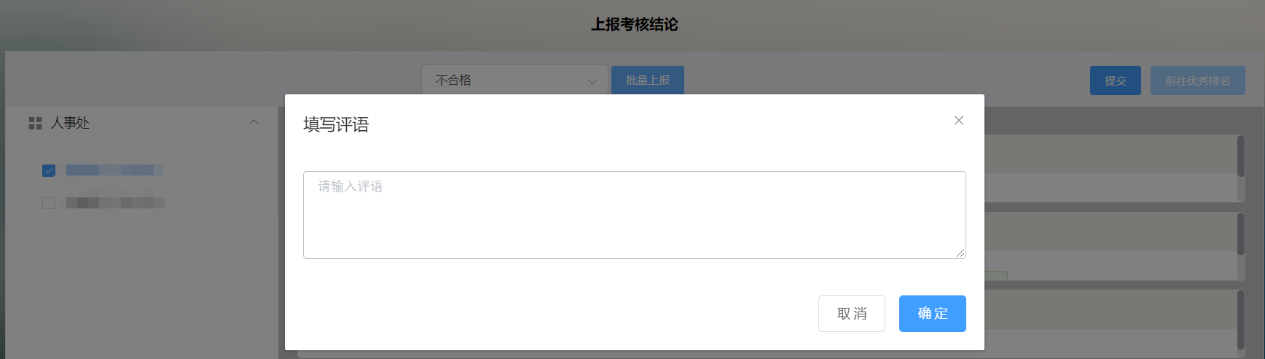 上报考核结论
不合格
批量上报
提交
前往优秀排名
人事处
填写评语
请输入评语
取消
确定